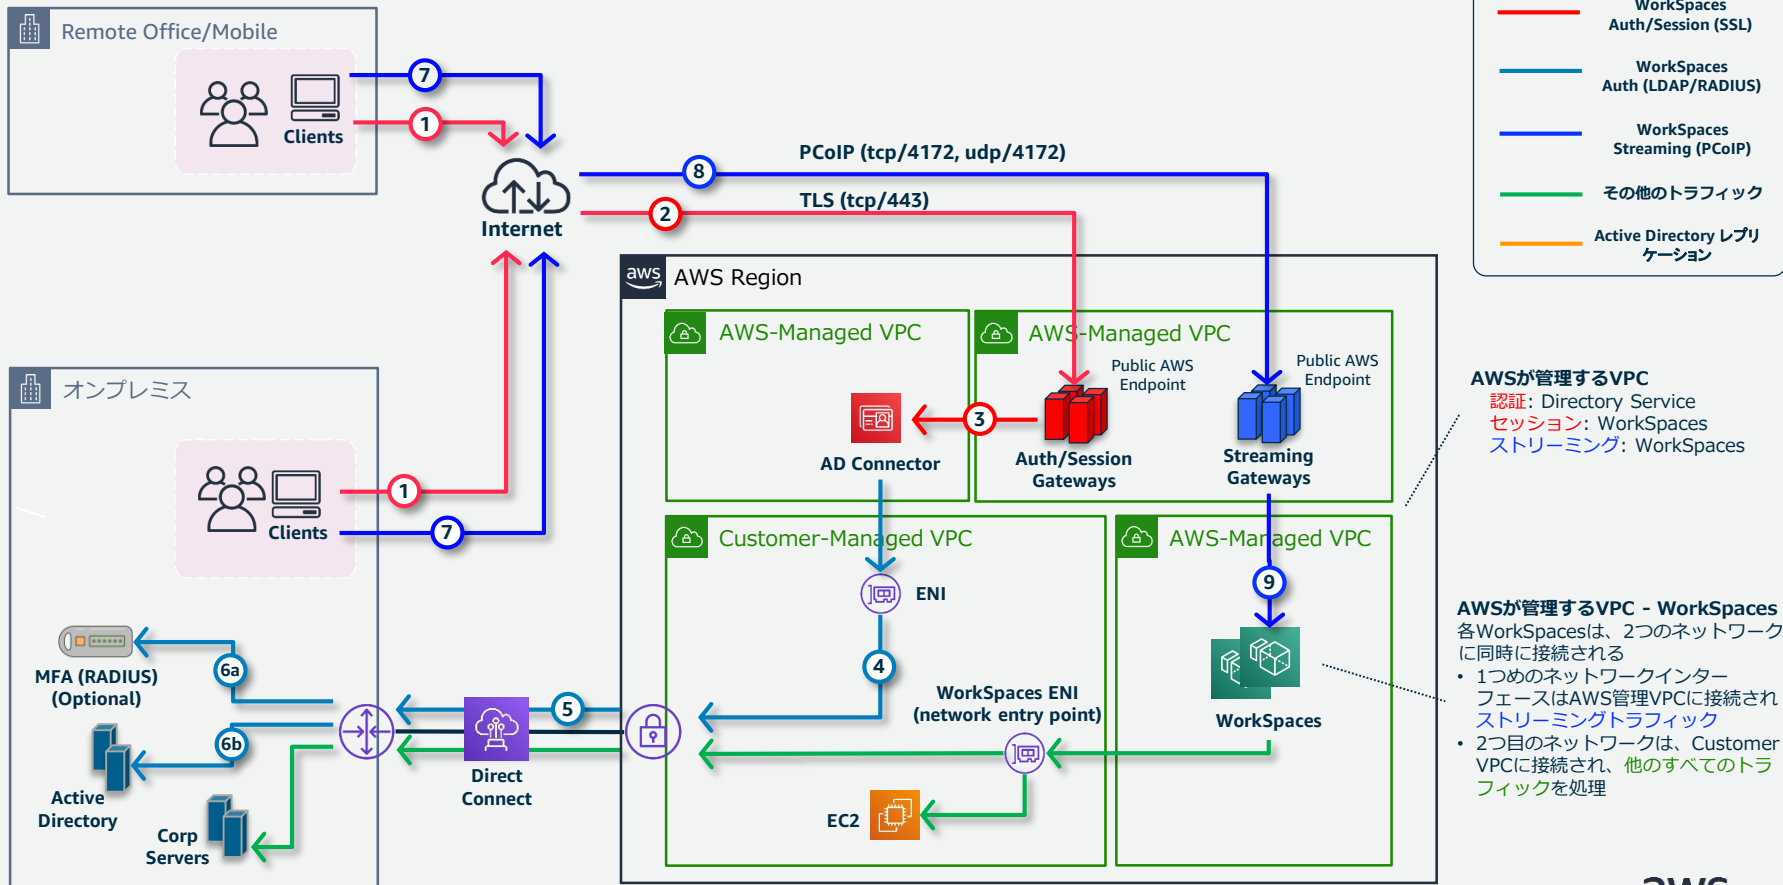 Remote Office/Mobile
Clients
7
1
Internet
PCoIP (tcp/4172, udp/4172)
8
TLS (tcp/443)
2
WorkSpaces
Auth/Session (SSL)
WorkSpaces
Auth (LDAP/RADIUS)
WorkSpaces
Streaming (PCoIP)
その他のトラフィック
Active Directory レプリ
ケーション
aws
AWS Region
AWS-Managed VPC
AD Connector
3
AWS-Managed VPC
Public AWS
Endpoint
Public AWS
Endpoint
Auth/Session
Gateways
Streaming
Gateways
オンプレミス
Clients
1
7
MFA (RADIUS)
(Optional)
6a
6b
Active
Directory
Corp
Servers
5
Direct
Connect
Customer-Managed VPC
ENI
4
WorkSpaces ENI
(network entry point)
EC2
AWS-Managed VPC
9
WorkSpaces
AWSが管理するVPC
認証: Directory Service
セッション: WorkSpaces
ストリーミング: WorkSpaces
AWSが管理するVPC - WorkSpaces
各WorkSpacesは、2つのネットワーク
に同時に接続される
• 1つめのネットワークインター
フェースはAWS管理VPCに接続され
ストリーミングトラフィック
• 2つ目のネットワークは、Customer
VPCに接続され、他のすべてのトラ
フィックを処理
aws